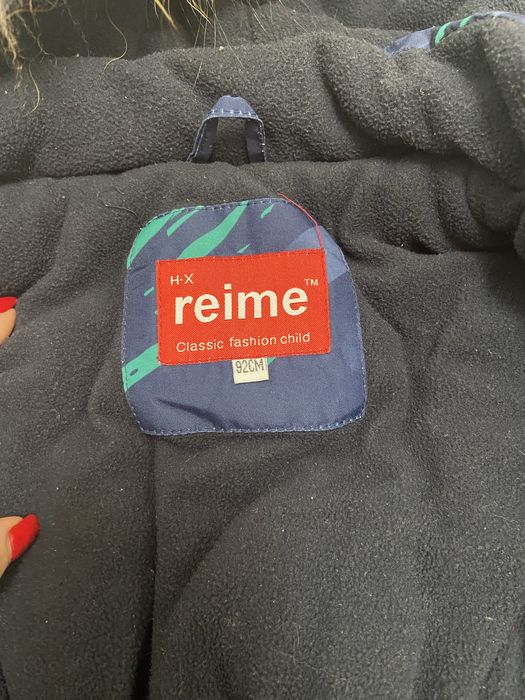 H-X
reime™
Classic fashion child
92CM